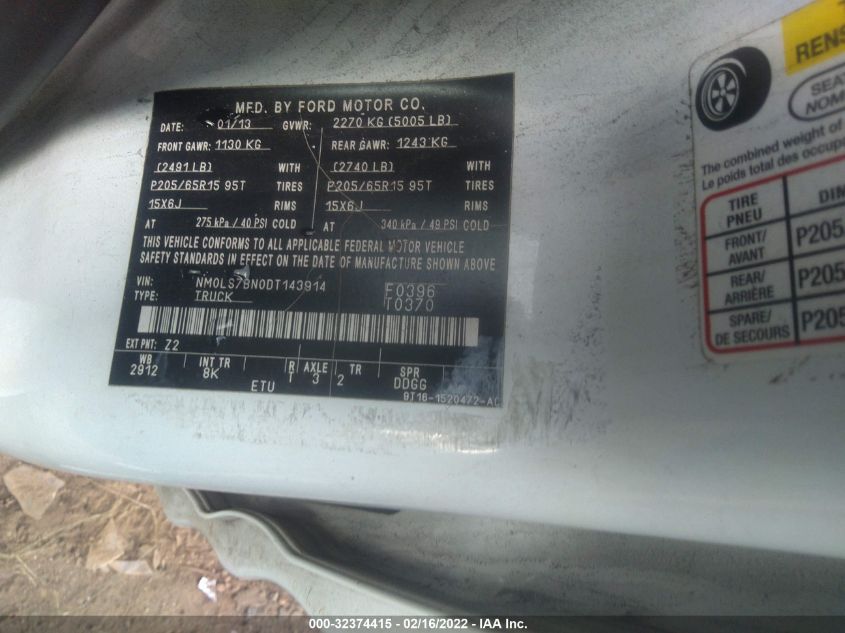 MFD. BY FORD MOTOR CO.
DATE: 01/13 GVWR: 2270 KG (5005 LB)
FRONT GAWR: 1130 KG REAR GAWR: 1243 KG
(2491 LB) WITH (2740 LB) WITH
P205/65R15 95T TIRES P205/65R15 95T TIRES
15X6J RIMS 15X6J RIMS
AT 275 kPa / 40 PSI COLD AT 340 kPa / 49 PSI COLD
THIS VEHICLE CONFORMS TO ALL APPLICABLE FEDERAL MOTOR VEHICLE
SAFETY STANDARDS IN EFFECT ON THE DATE OF MANUFACTURE SHOWN ABOVE
VIN: NM0LS7BN0DT143914 F0396
TYPE: TRUCK T0370
EXT PNT: Z2
WB INT TR R AXLE TR SPR
2912 8K T 3 2 DDGG
ETU
9T16-1520472-AC
RENS
SEAT
NOM
The combined weight of
Le poids total des occu
TIRE
PNEU
DIM
FRONT/
AVANT
P205
REAR/
ARRIÈRE
P205
SPARE/
DE SECOURS
P205
000-32374415 - 02/16/2022 - IAA Inc.